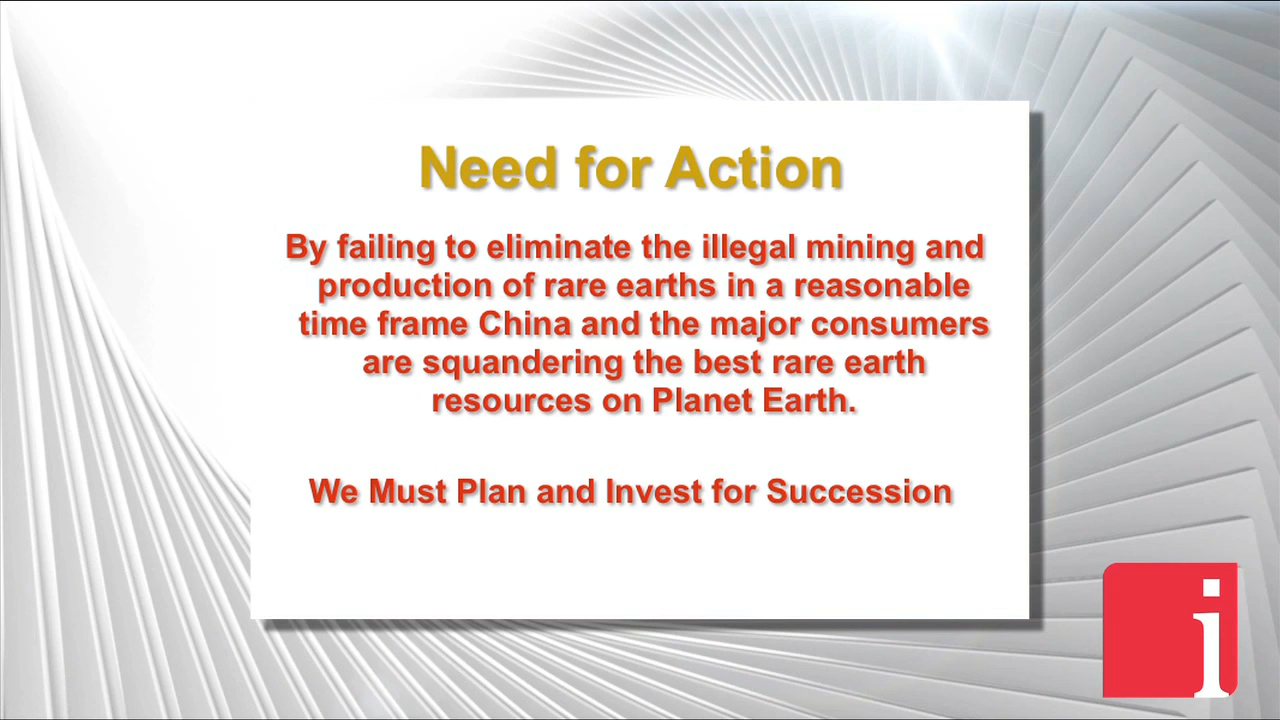 Need for Action
By failing to eliminate the illegal mining and
production of rare earths in a reasonable
time frame China and the major consumers
are squandering the best rare earth
resources on Planet Earth.
We Must Plan and Invest for Succession
i